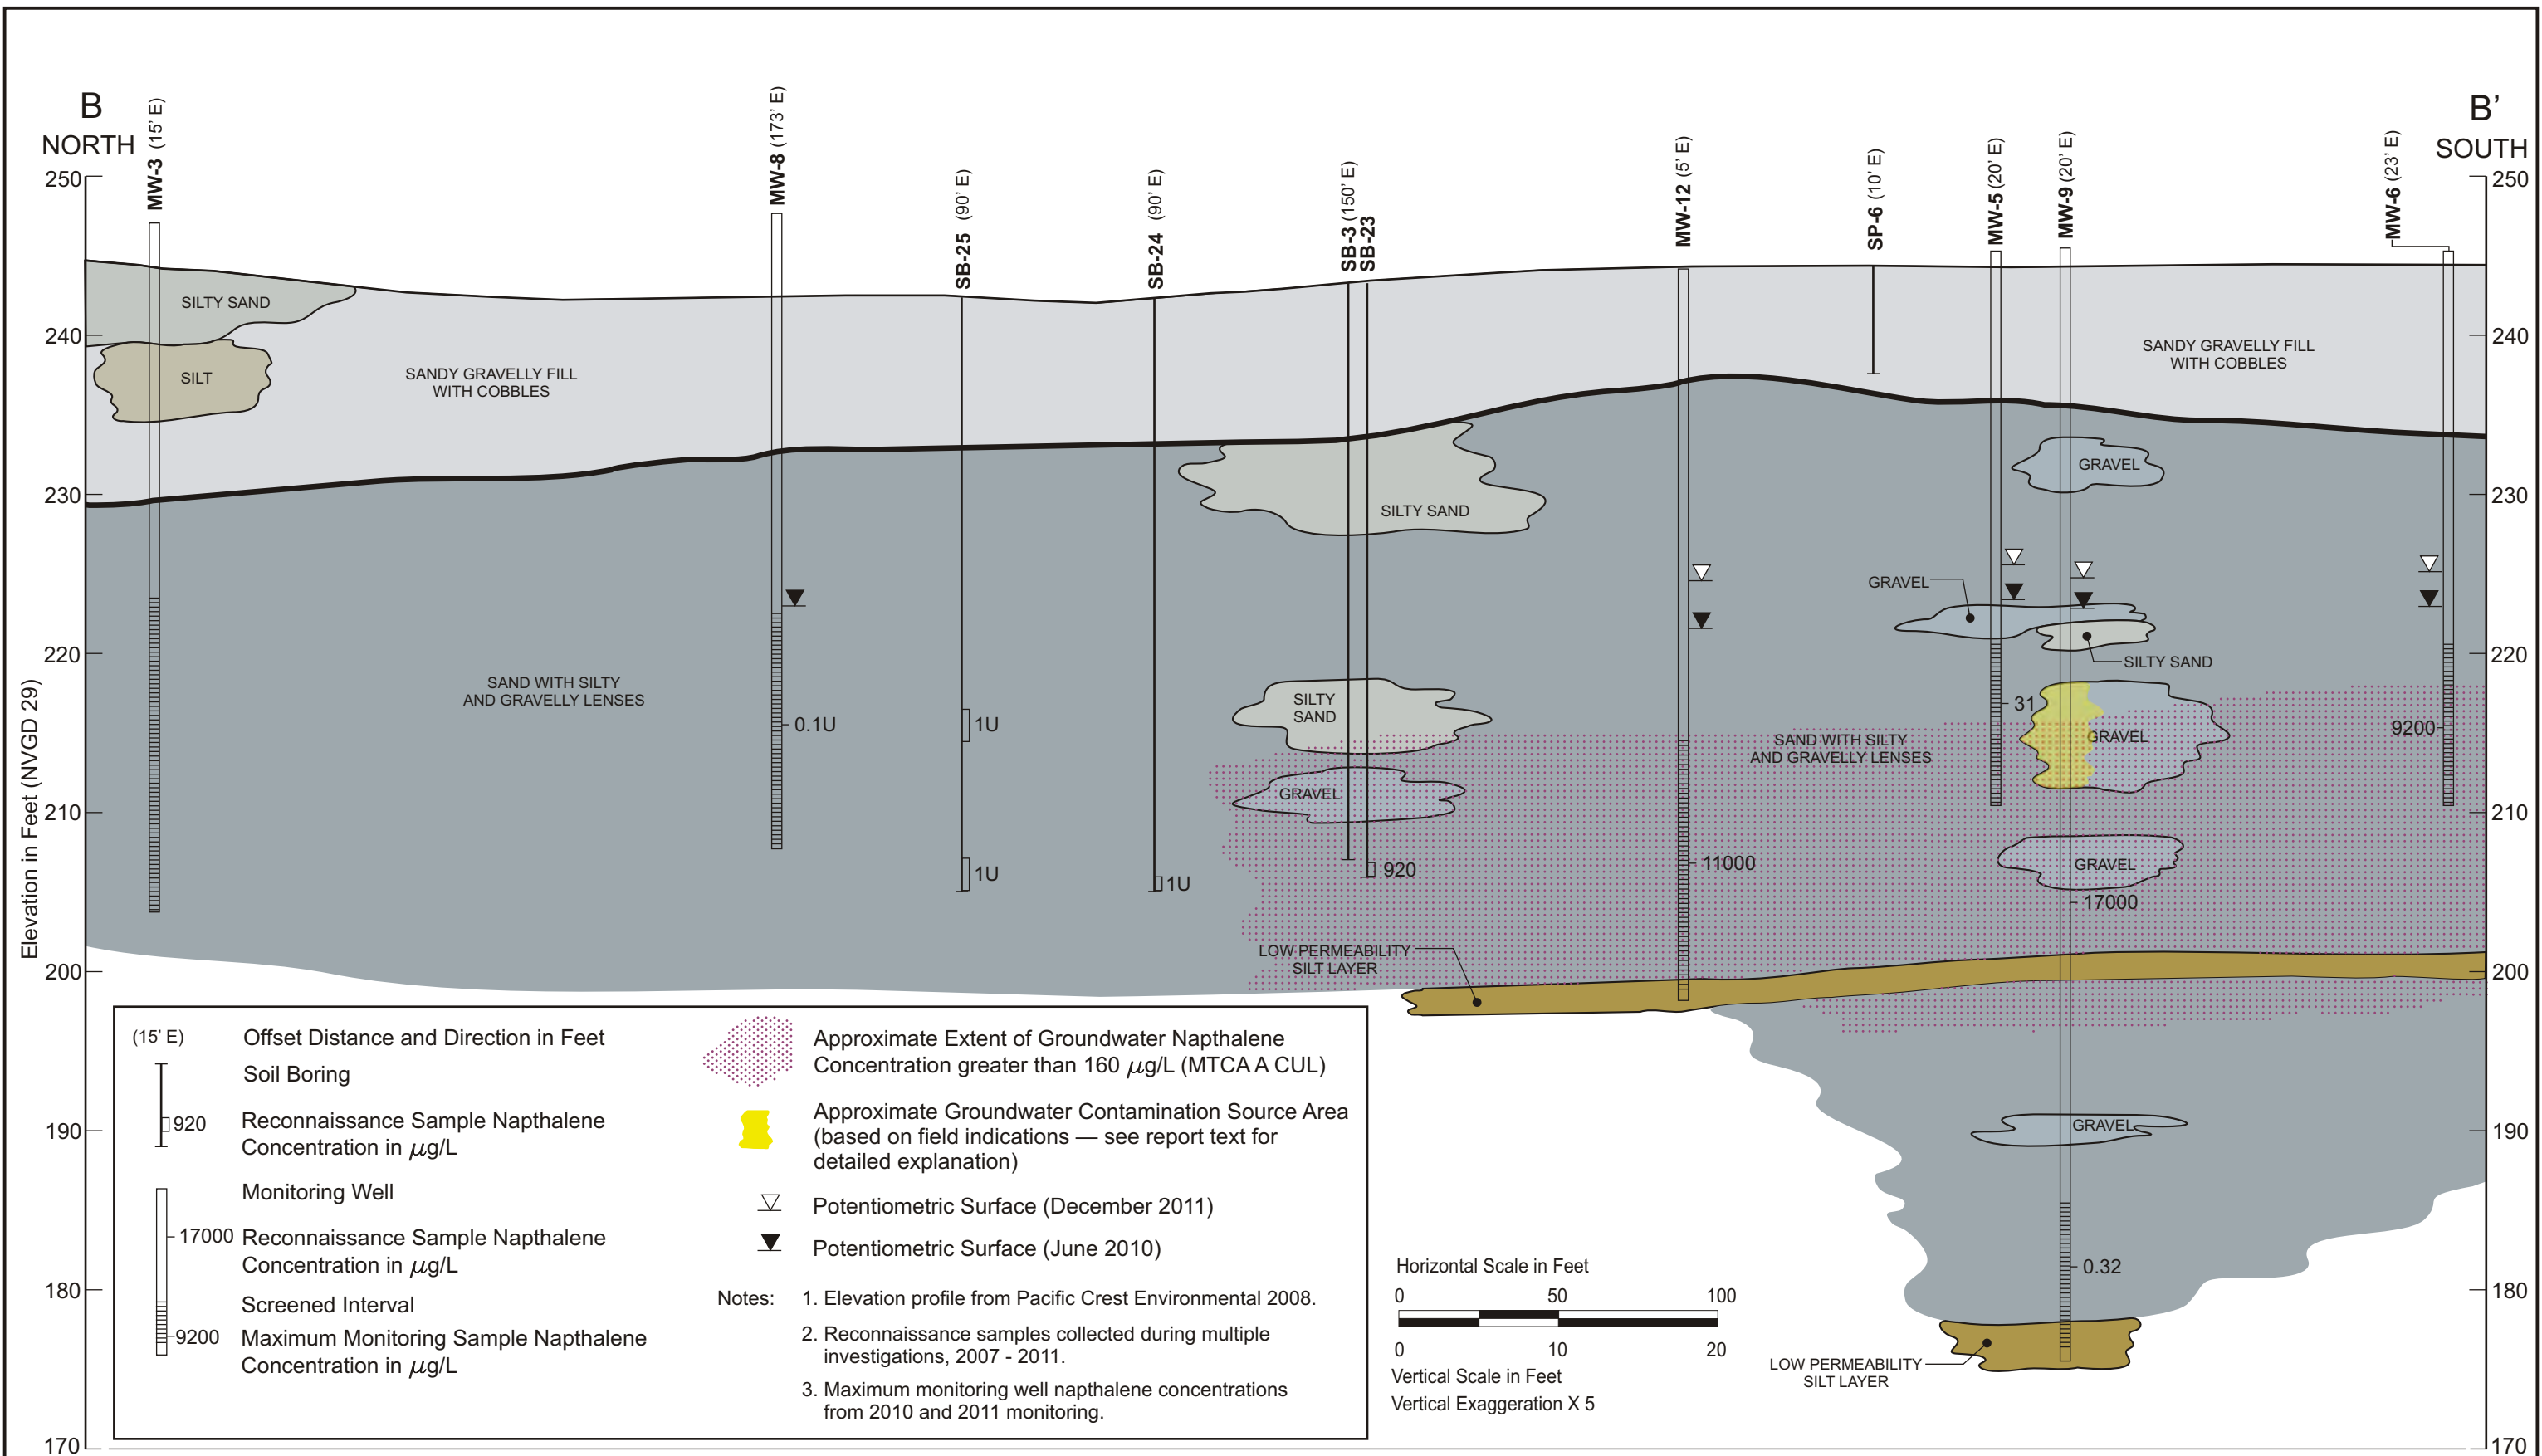 B
NORTH
B'
SOUTH
MW-3 (15' E)
MW-8 (173' E)
SB-25 (90' E)
SB-24 (90' E)
SB-3 (150' E)
SB-23
MW-12 (5' E)
SP-6 (10' E)
MW-5 (20' E)
MW-9 (20' E)
MW-6 (23' E)
Elevation in Feet (NVGD 29)
250
240
230
220
210
200
190
180
170
250
240
230
220
210
200
190
180
170
SILTY SAND
SILT
SANDY GRAVELLY FILL
WITH COBBLES
SANDY GRAVELLY FILL
WITH COBBLES
SILTY SAND
GRAVEL
GRAVEL
SILTY SAND
SAND WITH SILTY
AND GRAVELLY LENSES
0.1U
1U
1U
1U
SILTY
SAND
GRAVEL
920
SAND WITH SILTY
AND GRAVELLY LENSES
11000
31
GRAVEL
9200
GRAVEL
17000
LOW PERMEABILITY
SILT LAYER
GRAVEL
0.32
LOW PERMEABILITY
SILT LAYER
(15' E)
Offset Distance and Direction in Feet
Soil Boring
920
Reconnaissance Sample Napthalene
Concentration in µg/L
Monitoring Well
17000
Reconnaissance Sample Napthalene
Concentration in µg/L
Screened Interval
9200
Maximum Monitoring Sample Napthalene
Concentration in µg/L
Approximate Extent of Groundwater Napthalene
Concentration greater than 160 µg/L (MTCA A CUL)
Approximate Groundwater Contamination Source Area
(based on field indications — see report text for
detailed explanation)
Potentiometric Surface (December 2011)
Potentiometric Surface (June 2010)
Notes: 1. Elevation profile from Pacific Crest Environmental 2008.
2. Reconnaissance samples collected during multiple
investigations, 2007 - 2011.
3. Maximum monitoring well napthalene concentrations
from 2010 and 2011 monitoring.
Horizontal Scale in Feet
0 50 100
0 10 20
Vertical Scale in Feet
Vertical Exaggeration X 5